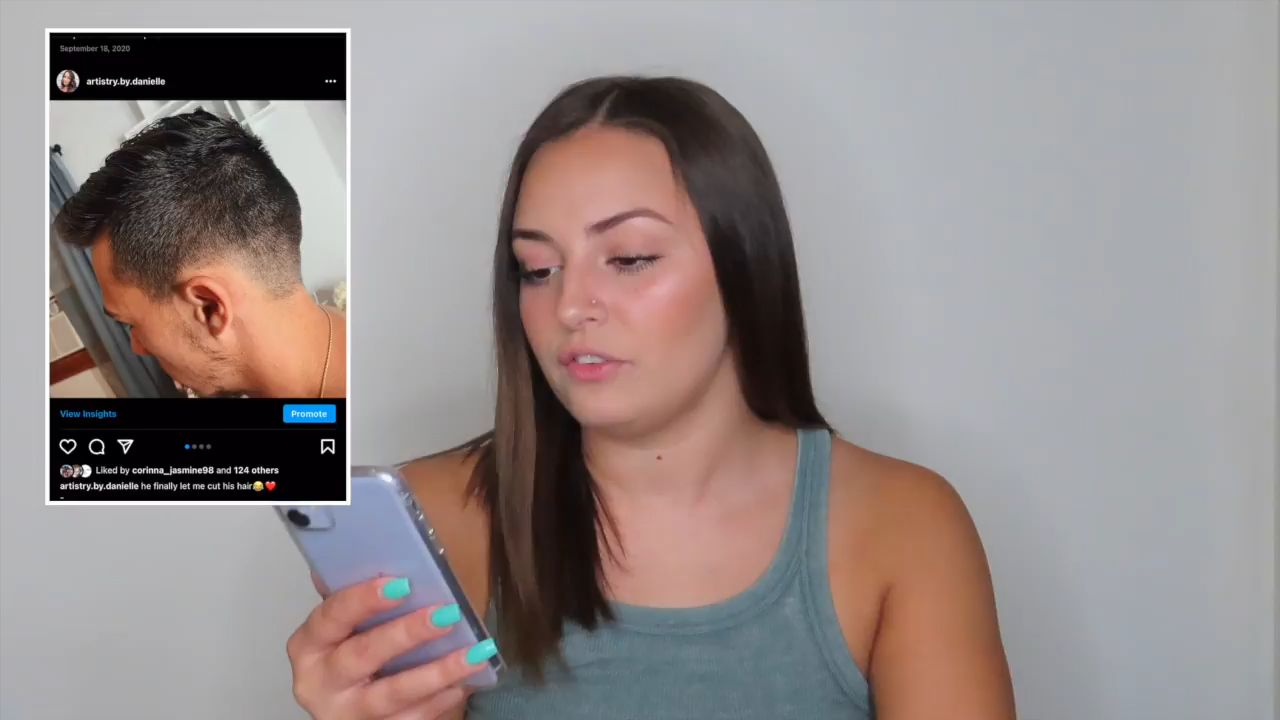 September 18, 2020
artistry.by.danielle
View Insights
Promote
Liked by corinna_jasmine98 and 124 others
artistry.by.danielle he finally let me cut his hair😂❤️